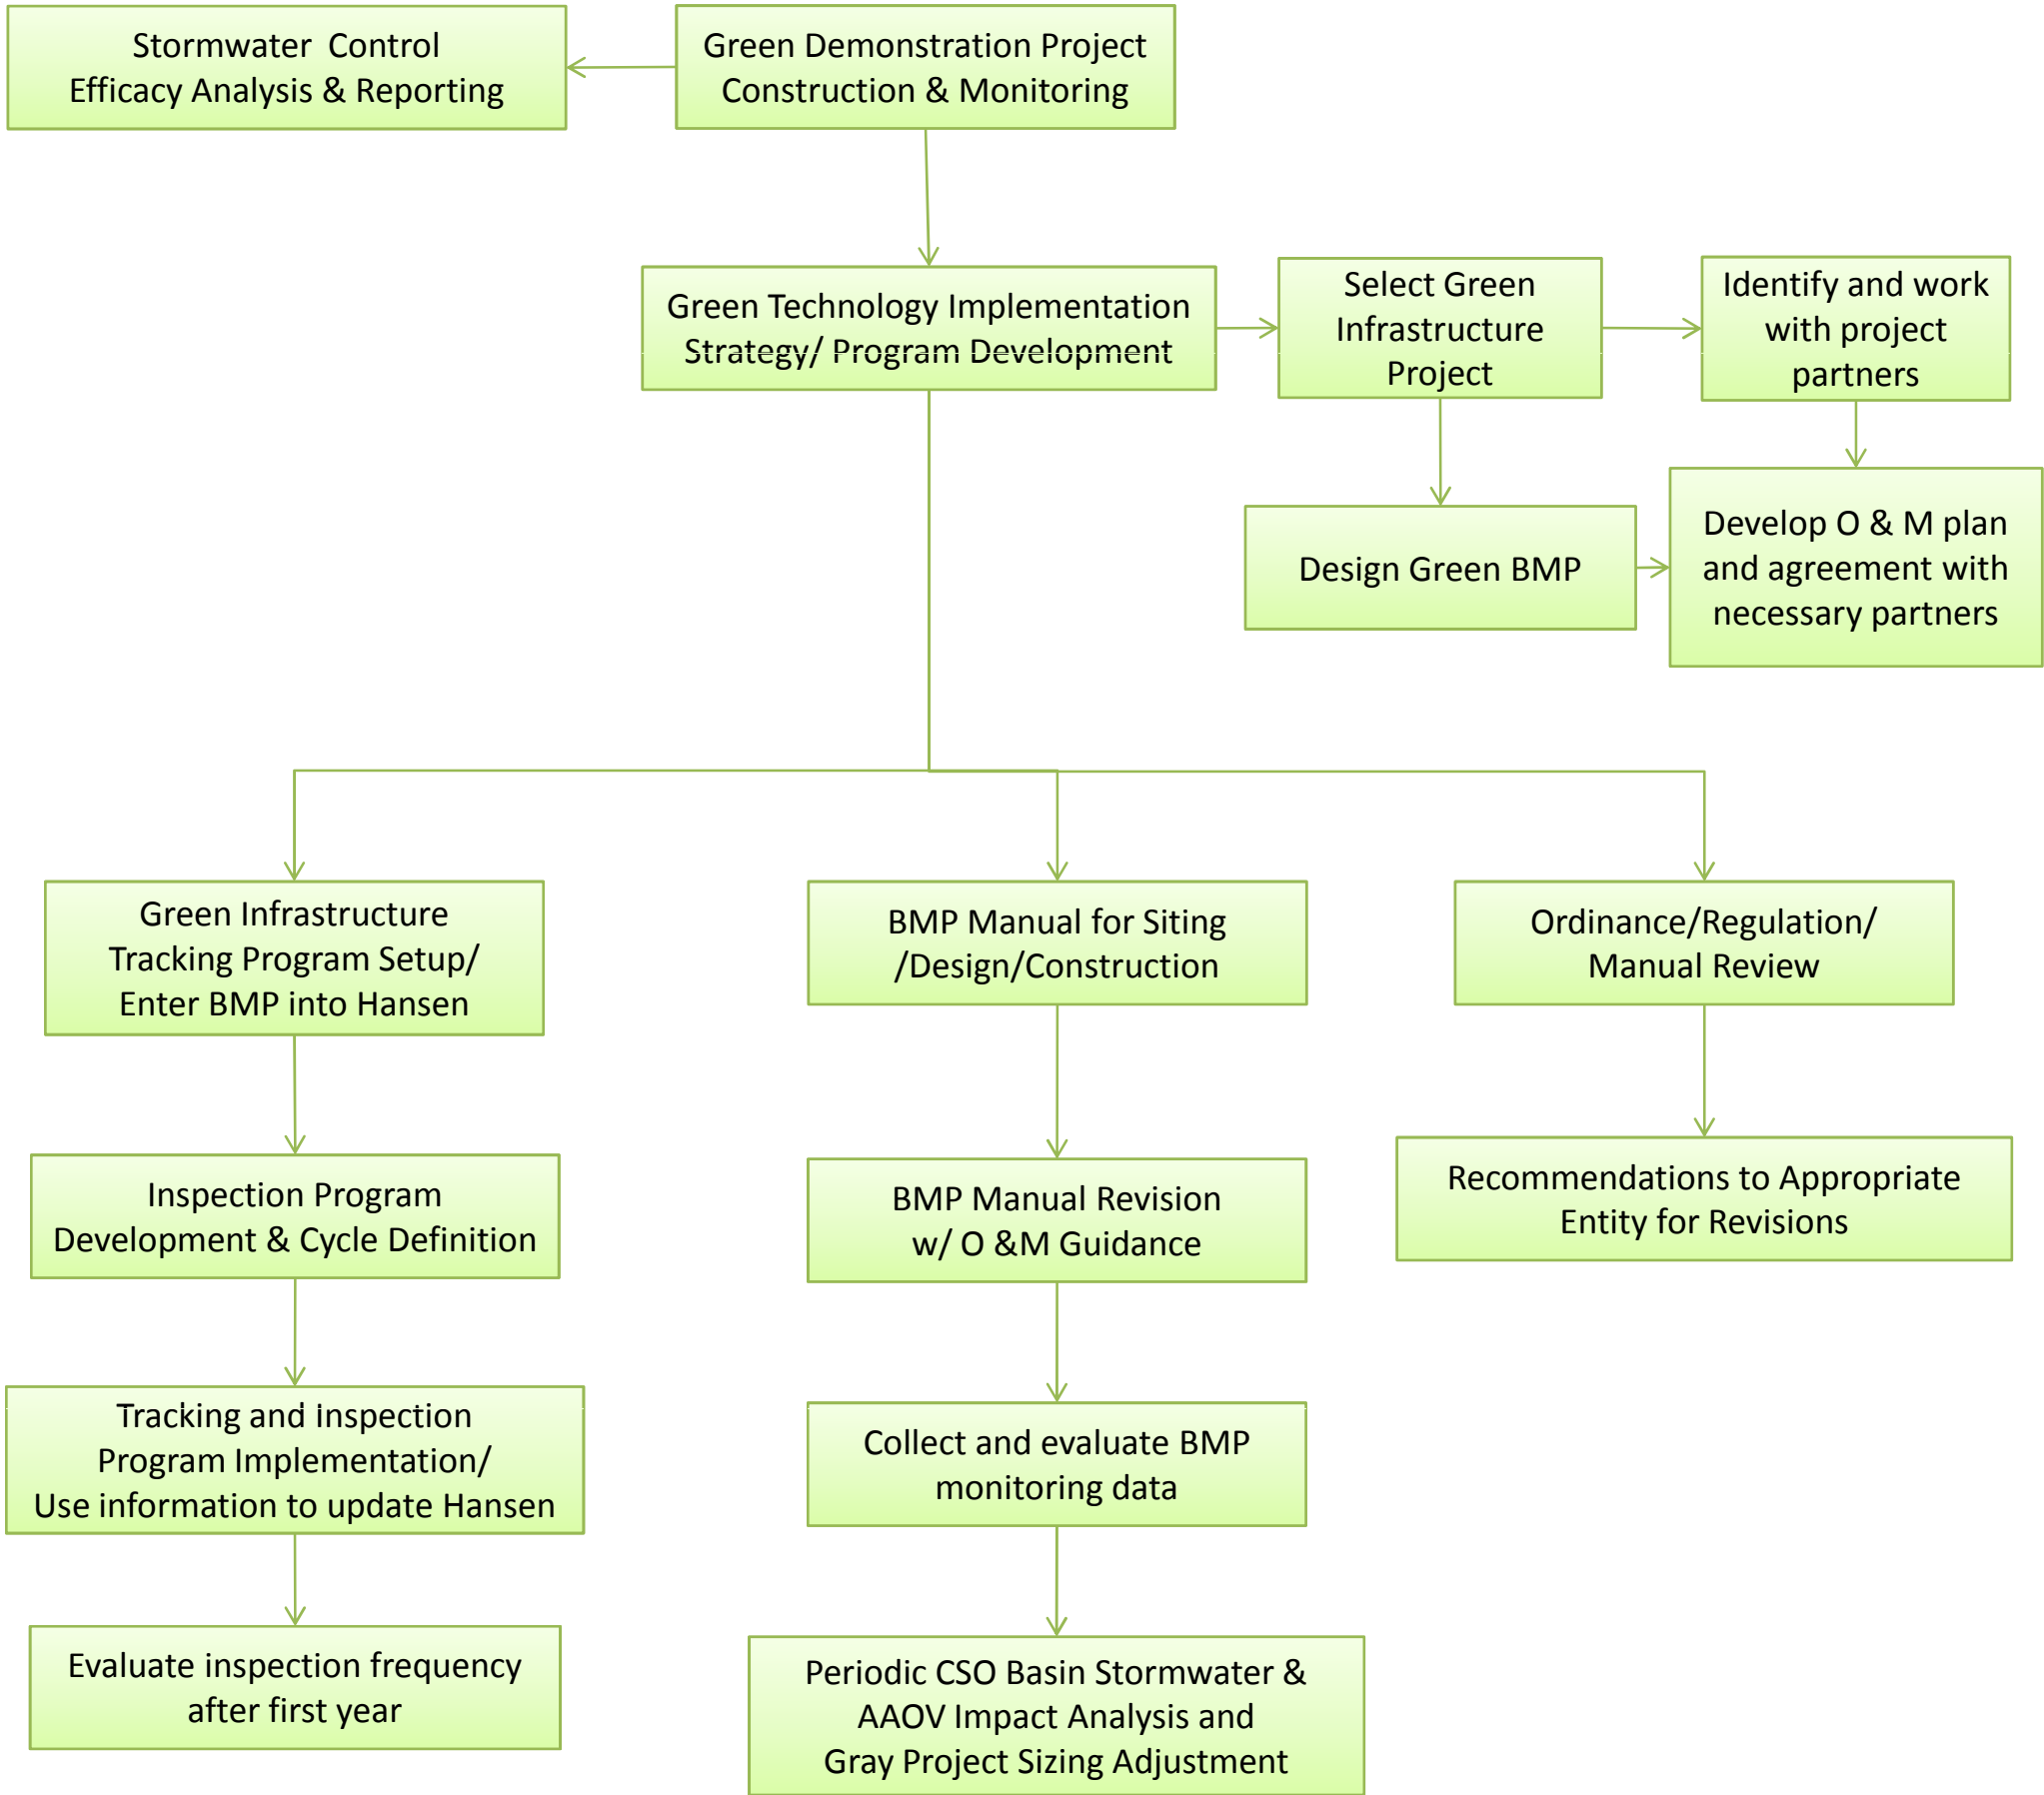 Stormwater Control
Efficacy Analysis & Reporting
Green Demonstration Project
Construction & Monitoring
Green Technology Implementation
Strategy/ Program Development
Select Green
Infrastructure
Project
Identify and work
with project
partners
Design Green BMP
Develop O & M plan
and agreement with
necessary partners
Green Infrastructure
Tracking Program Setup/
Enter BMP into Hansen
BMP Manual for Siting
/Design/Construction
Ordinance/Regulation/
Manual Review
Inspection Program
Development & Cycle Definition
BMP Manual Revision
w/ O &M Guidance
Recommendations to Appropriate
Entity for Revisions
Tracking and inspection
Program Implementation/
Use information to update Hansen
Collect and evaluate BMP
monitoring data
Evaluate inspection frequency
after first year
Periodic CSO Basin Stormwater &
AAOV Impact Analysis and
Gray Project Sizing Adjustment